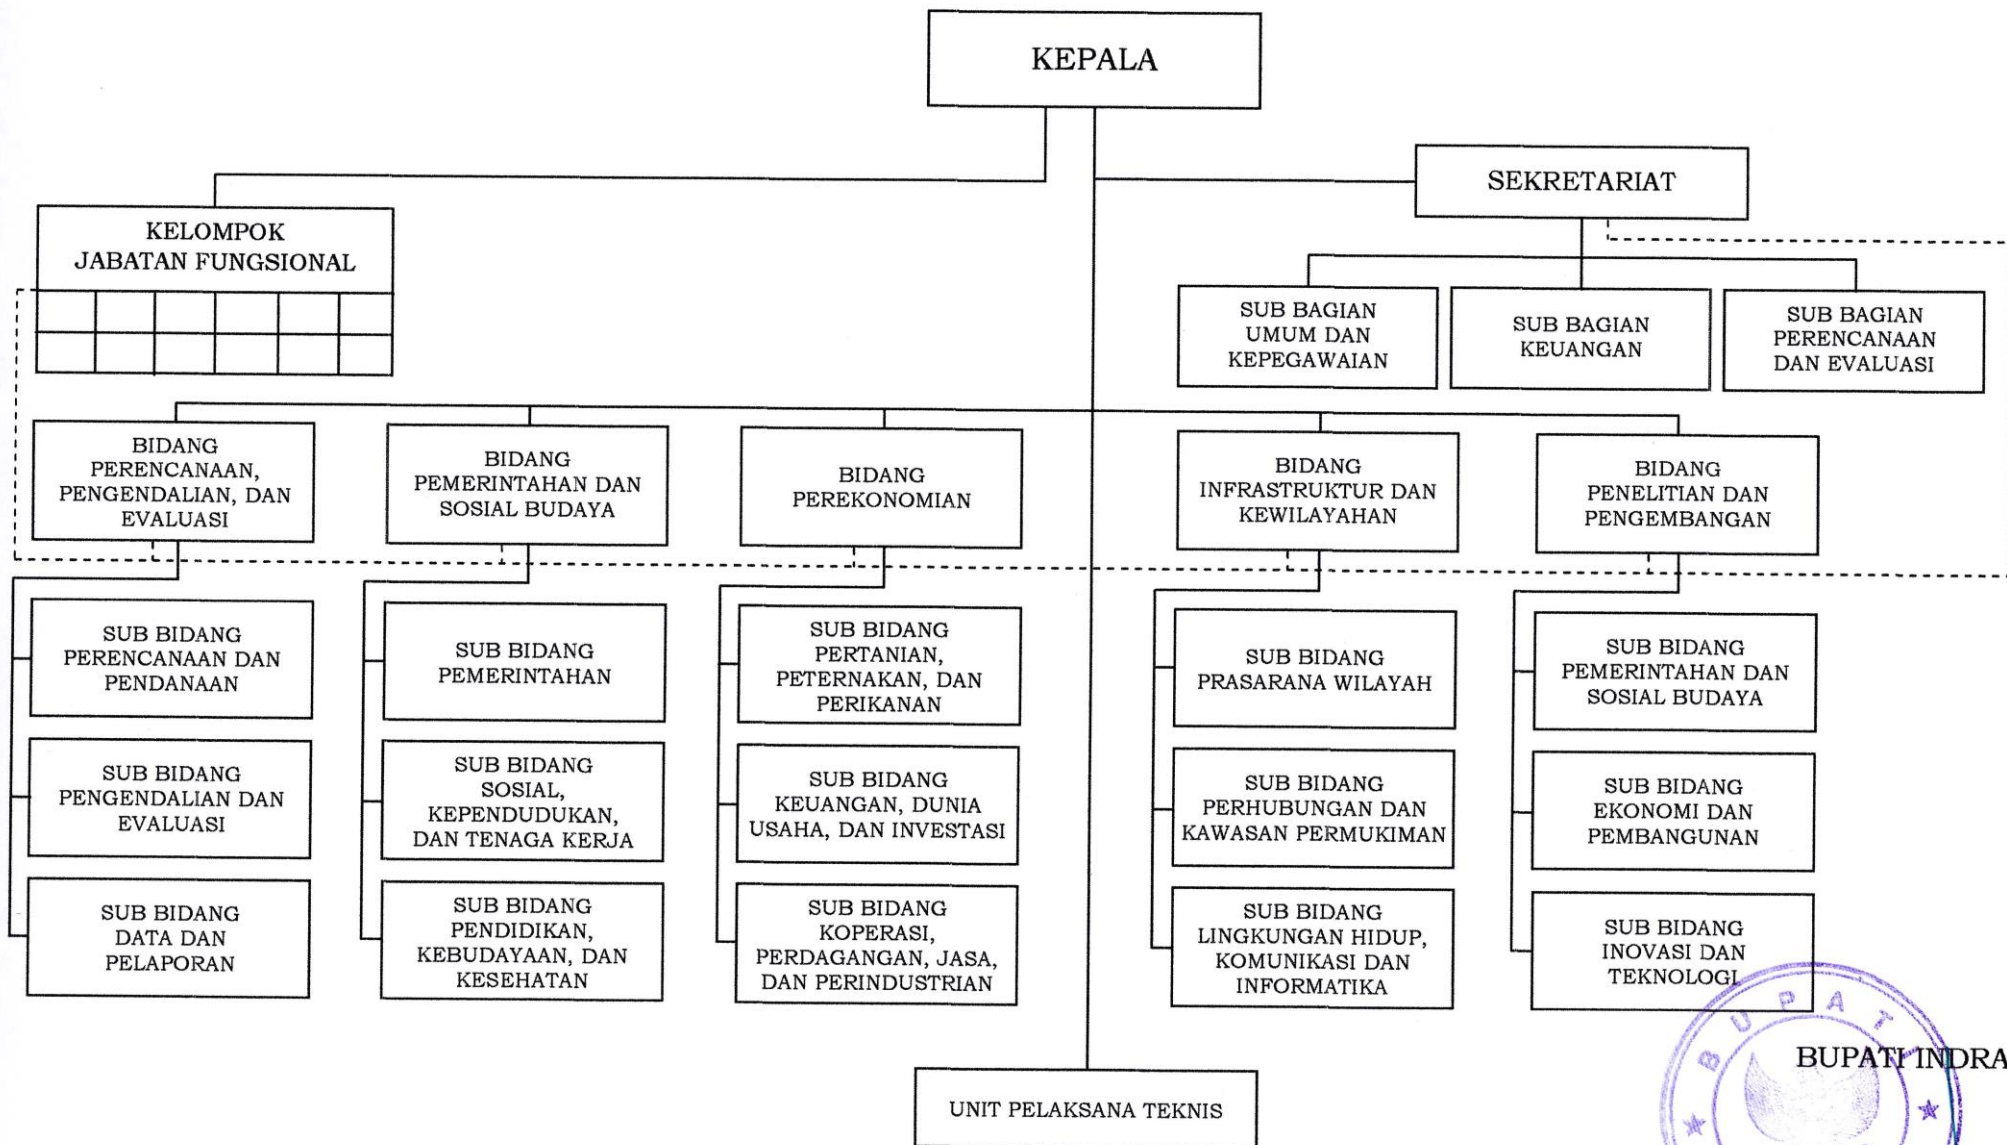 KEPALA
SEKRETARIAT
KELOMPOK
JABATAN FUNGSIONAL
SUB BAGIAN
UMUM DAN
KEPEGAWAIAN
SUB BAGIAN
KEUANGAN
SUB BAGIAN
PERENCANAAN
DAN EVALUASI
BIDANG
PERENCANAAN,
PENGENDALIAN, DAN
EVALUASI
BIDANG
PEMERINTAHAN DAN
SOSIAL BUDAYA
BIDANG
PEREKONOMIAN
BIDANG
INFRASTRUKTUR DAN
KEWILAYAHAN
BIDANG
PENELITIAN DAN
PENGEMBANGAN
SUB BIDANG
PERENCANAAN DAN
PENDANAAN
SUB BIDANG
PEMERINTAHAN
SUB BIDANG
PERTANIAN,
PETERNAKAN, DAN
PERIKANAN
SUB BIDANG
PRASARANA WILAYAH
SUB BIDANG
PEMERINTAHAN DAN
SOSIAL BUDAYA
SUB BIDANG
PENGENDALIAN DAN
EVALUASI
SUB BIDANG
SOSIAL,
KEPENDUDUKAN,
DAN TENAGA KERJA
SUB BIDANG
KEUANGAN, DUNIA
USAHA, DAN INVESTASI
SUB BIDANG
PERHUBUNGAN DAN
KAWASAN PERMUKIMAN
SUB BIDANG
EKONOMI DAN
PEMBANGUNAN
SUB BIDANG
DATA DAN
PELAPORAN
SUB BIDANG
PENDIDIKAN,
KEBUDAYAAN, DAN
KESEHATAN
SUB BIDANG
KOPERASI,
PERDAGANGAN, JASA,
DAN PERINDUSTRIAN
SUB BIDANG
LINGKUNGAN HIDUP,
KOMUNIKASI DAN
INFORMATIKA
SUB BIDANG
INOVASI DAN
TEKNOLOGI
BUPATI
BUPATI INDRA
UNIT PELAKSANA TEKNIS